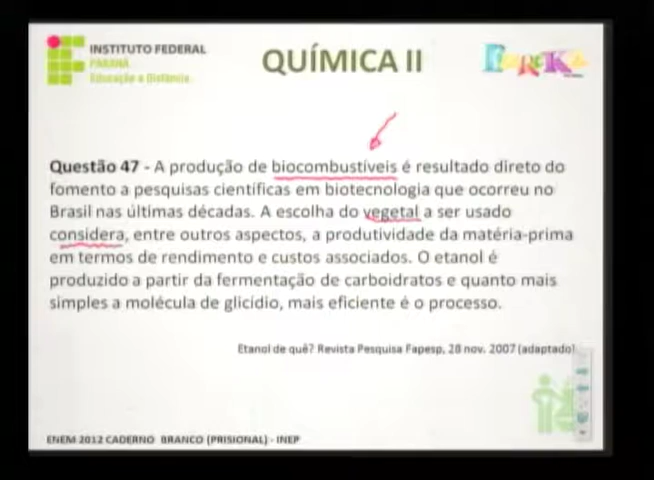 INSTITUTO FEDERAL
PARANÁ
Educação a Distância
QUÍMICA II
EUREKA
Questão 47 - A produção de biocombustíveis é resultado direto do
fomento a pesquisas científicas em biotecnologia que ocorreu no
Brasil nas últimas décadas. A escolha do vegetal a ser usado
considera, entre outros aspectos, a produtividade da matéria-prima
em termos de rendimento e custos associados. O etanol é
produzido a partir da fermentação de carboidratos e quanto mais
simples a molécula de glicídio, mais eficiente é o processo.
Etanol de quê? Revista Pesquisa Fapesp, 28 nov. 2007 (adaptado)
ENEM 2012 CADERNO BRANCO (PRISIONAL) - INEP